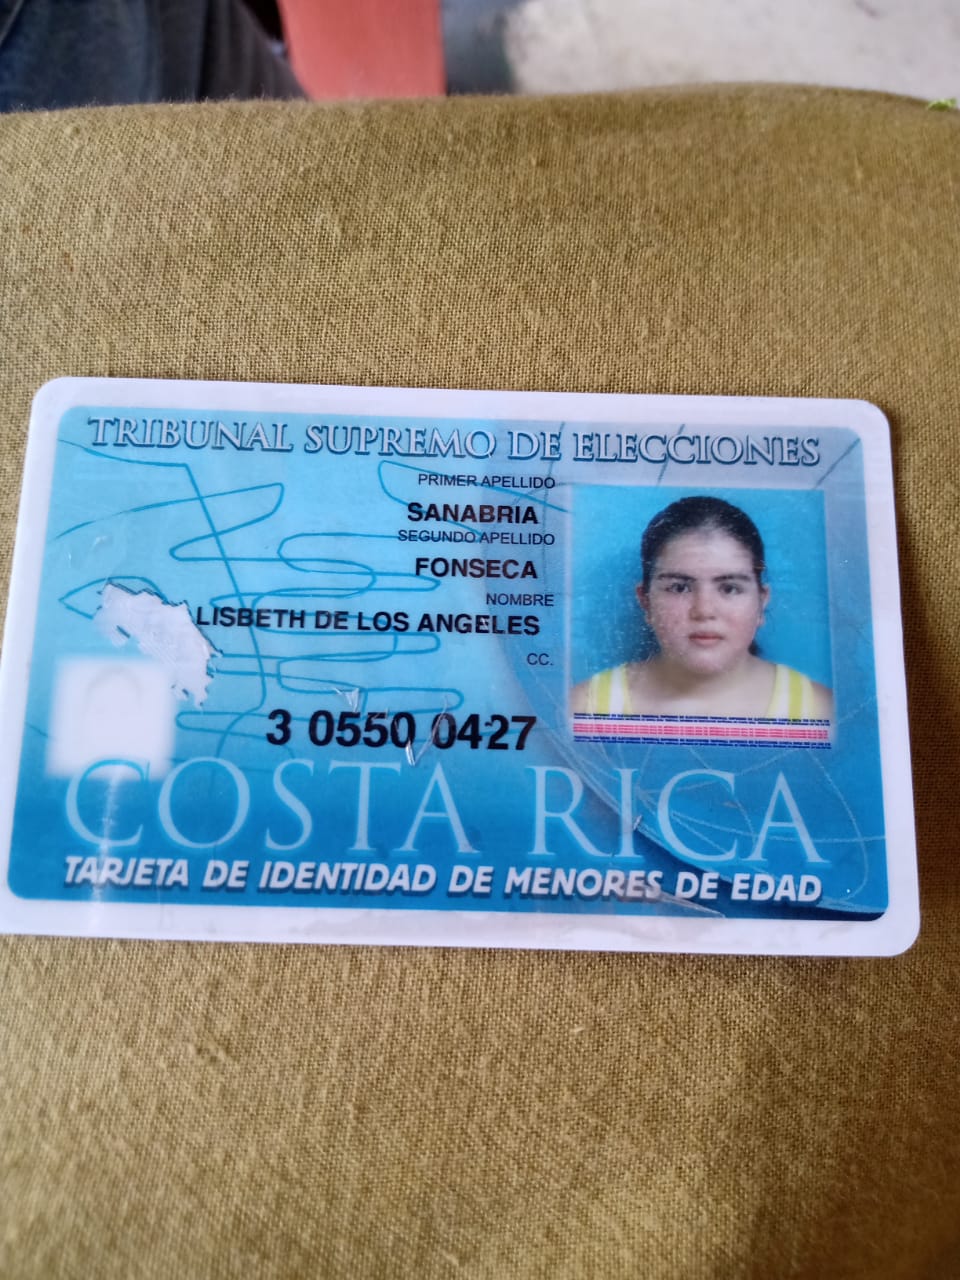 TRIBUNAL SUPREMO DE ELECCIONES
PRIMER APELLIDO
SANABRIA
SEGUNDO APELLIDO
FONSECA
NOMBRE
LISBETH DE LOS ANGELES
CC.
3 0550 0427
COSTA RICA
TARJETA DE IDENTIDAD DE MENORES DE EDAD